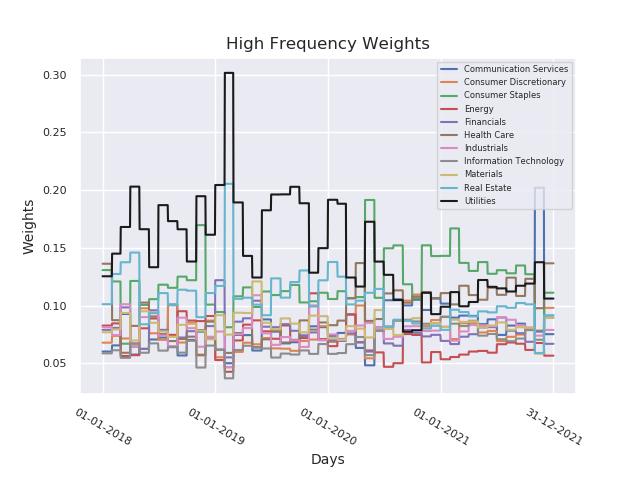 High Frequency Weights
Communication Services
Consumer Discretionary
Consumer Staples
Energy
Financials
Health Care
Industrials
Information Technology
Materials
Real Estate
Utilities
Weights
0.30
0.25
0.20
0.15
0.10
0.05
01-01-2018
01-01-2019
01-01-2020
01-01-2021
31-12-2021
Days